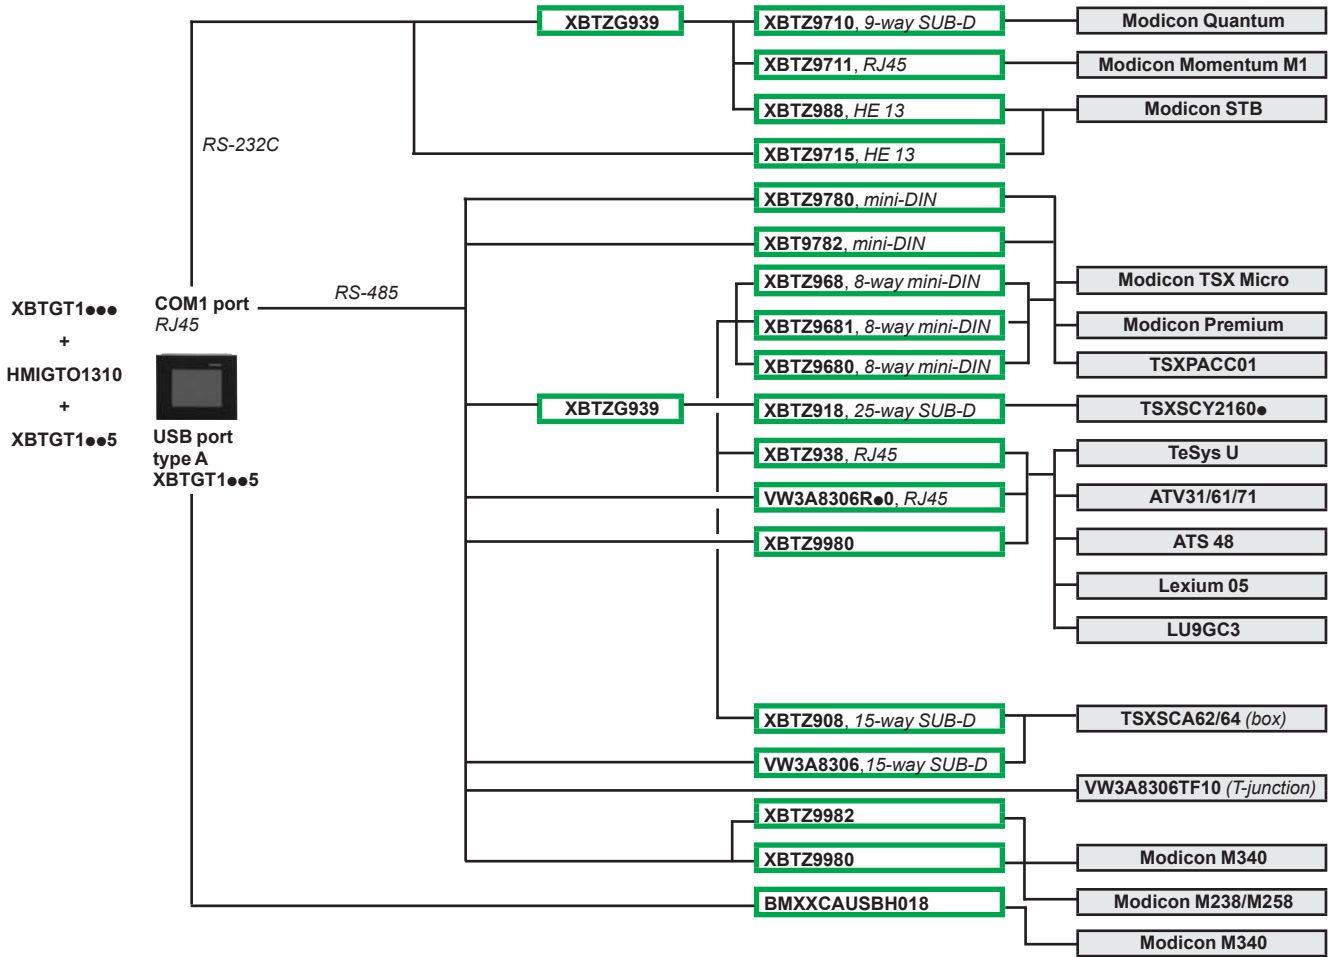 XBTZG939
XBTZ9710, 9-way SUB-D
Modicon Quantum
XBTZ9711, RJ45
Modicon Momentum M1
XBTZ988, HE 13
Modicon STB
RS-232C
XBTZ9715, HE 13
XBTZ9780, mini-DIN
XBT9782, mini-DIN
XBTZ968, 8-way mini-DIN
Modicon TSX Micro
RS-485
XBTGT1●●●
COM1 port
RJ45
XBTZ9681, 8-way mini-DIN
Modicon Premium
+
XBTZ9680, 8-way mini-DIN
TSXPACC01
HMIGTO1310
+
XBTZG939
XBTZ918, 25-way SUB-D
TSXSCY2160●
XBTGT1●●5
USB port
type A
XBTGT1●●5
XBTZ938, RJ45
TeSys U
VW3A8306R●0, RJ45
ATV31/61/71
XBTZ9980
ATS 48
Lexium 05
LU9GC3
XBTZ908, 15-way SUB-D
TSXSCA62/64 (box)
VW3A8306,15-way SUB-D
VW3A8306TF10 (T-junction)
XBTZ9982
XBTZ9980
Modicon M340
BMXXCAUSBH018
Modicon M238/M258
Modicon M340